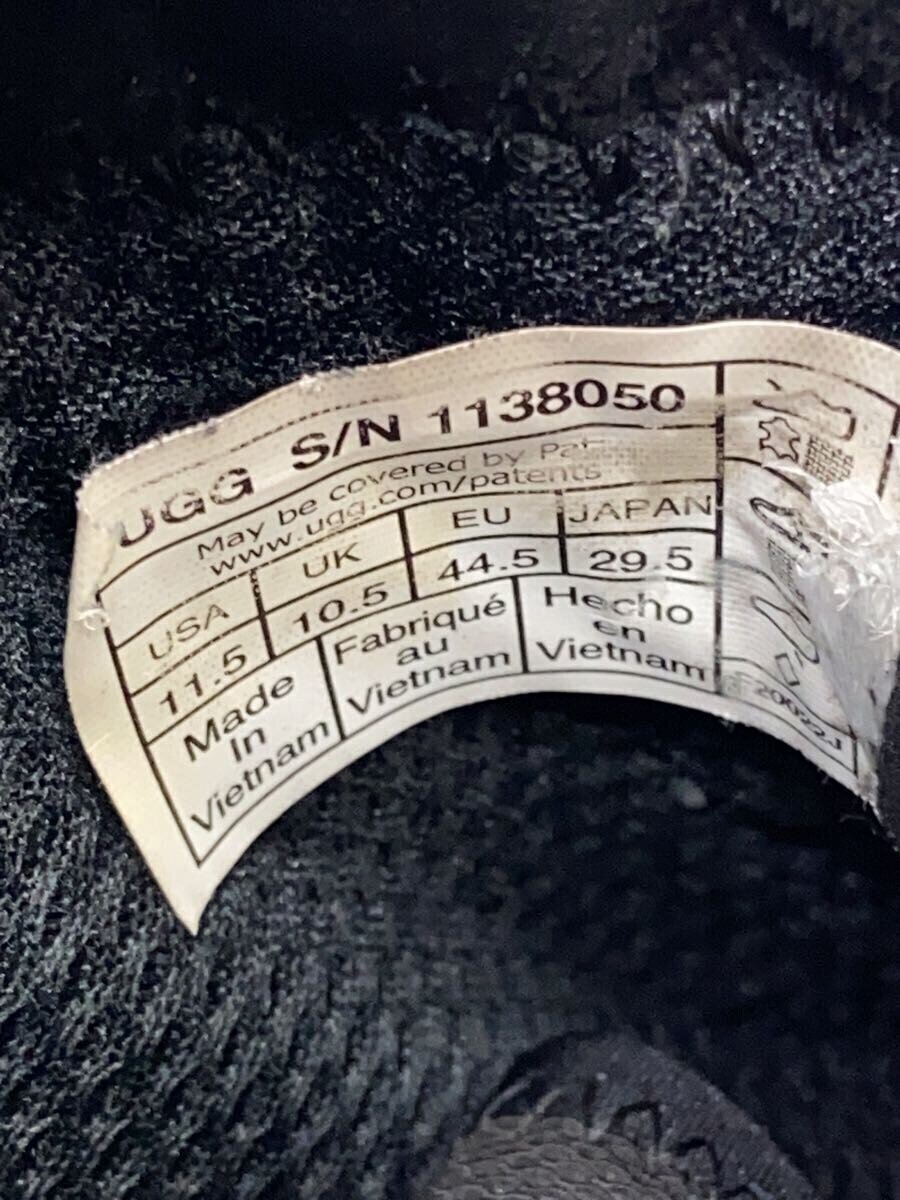 UGG S/N 1138050
May be covered by
www.ugg.com/patents
USA UK EU JAPAN
11.5 10.5 44.5 29.5
Made
In
Vietnam
Fabriqué
au
Vietnam
Hecho
en
Vietnam